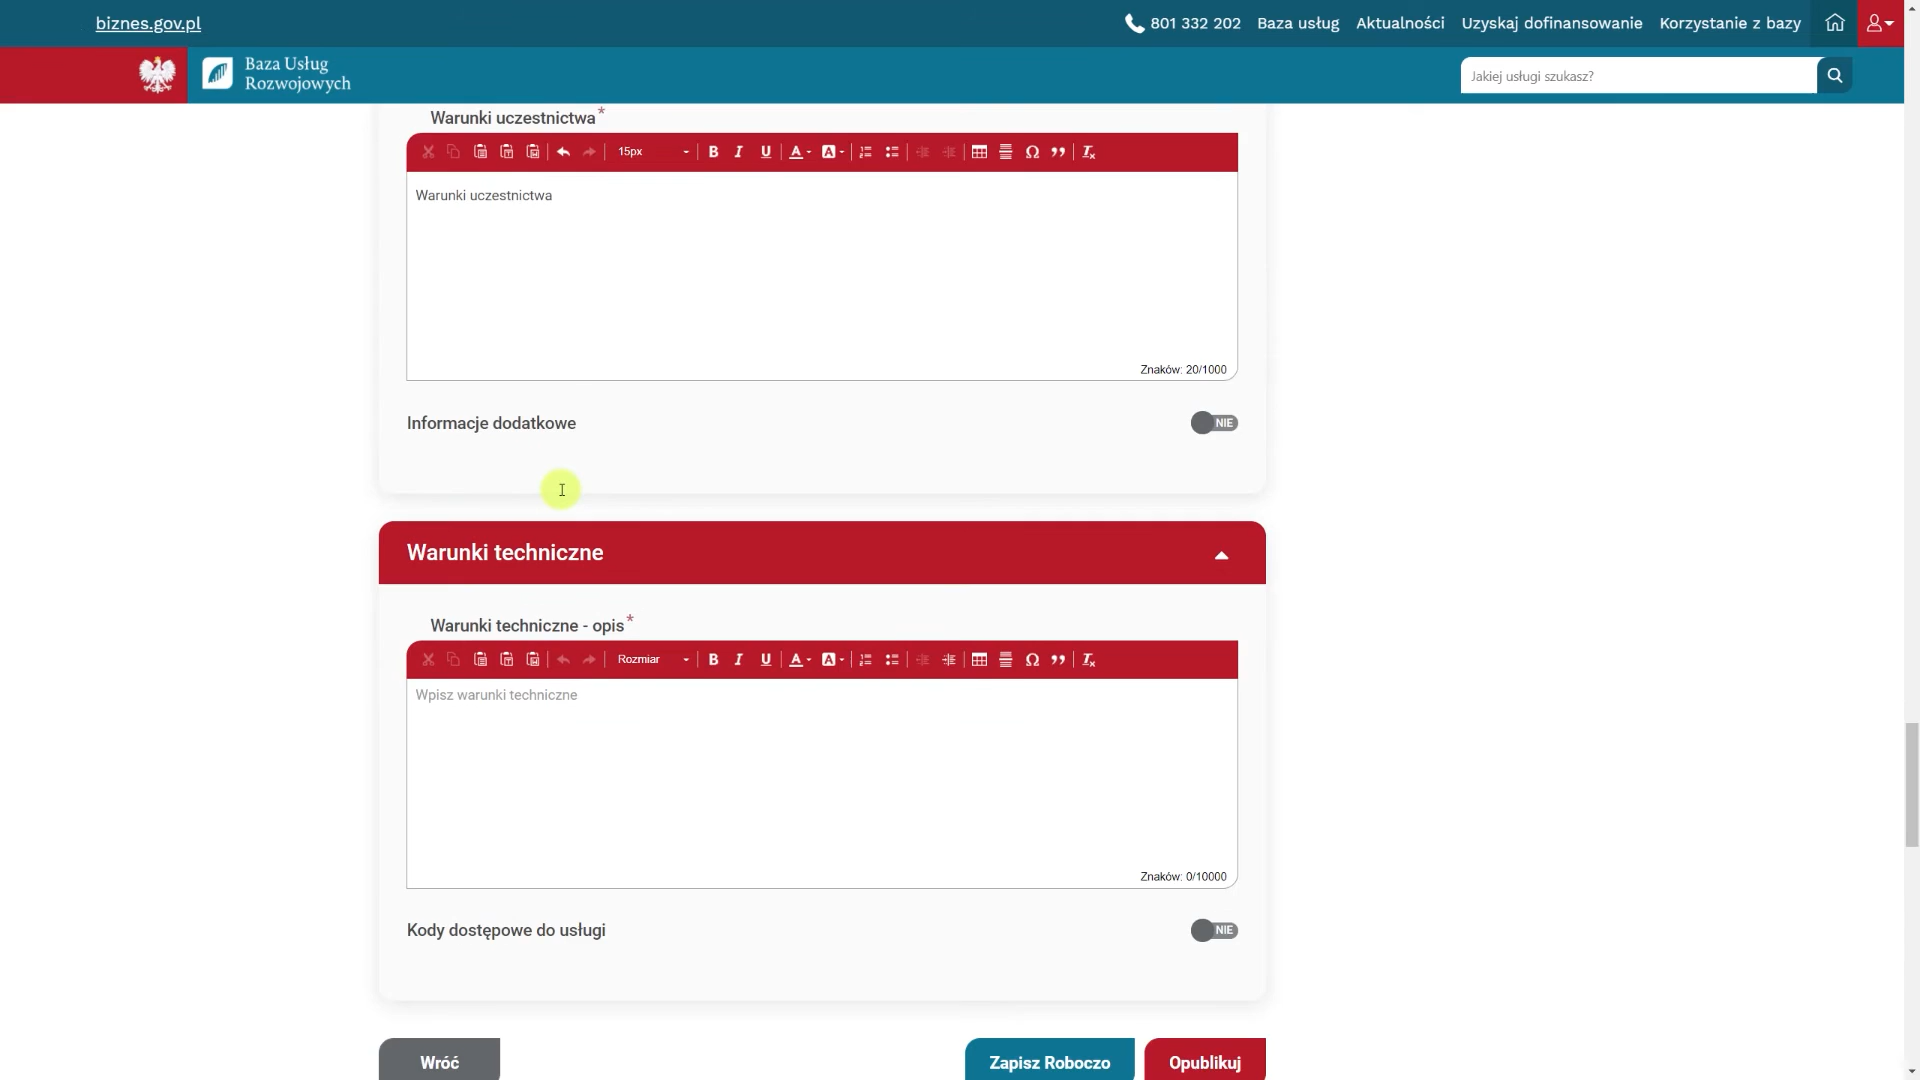 biznes.gov.pl
801 332 202 Baza usług Aktualności Uzyskaj dofinansowanie Korzystanie z bazy
Baza Usług
Rozwojowych
Jakiej usługi szukasz?
Warunki uczestnictwa*
15px B I U A A Ω
Warunki uczestnictwa
Znaków: 20/1000
Informacje dodatkowe NIE
Warunki techniczne
Warunki techniczne - opis*
Rozmiar B I U A A Ω
Wpisz warunki techniczne
Znaków: 0/10000
Kody dostępowe do usługi NIE
Wróć Zapisz Roboczo Opublikuj